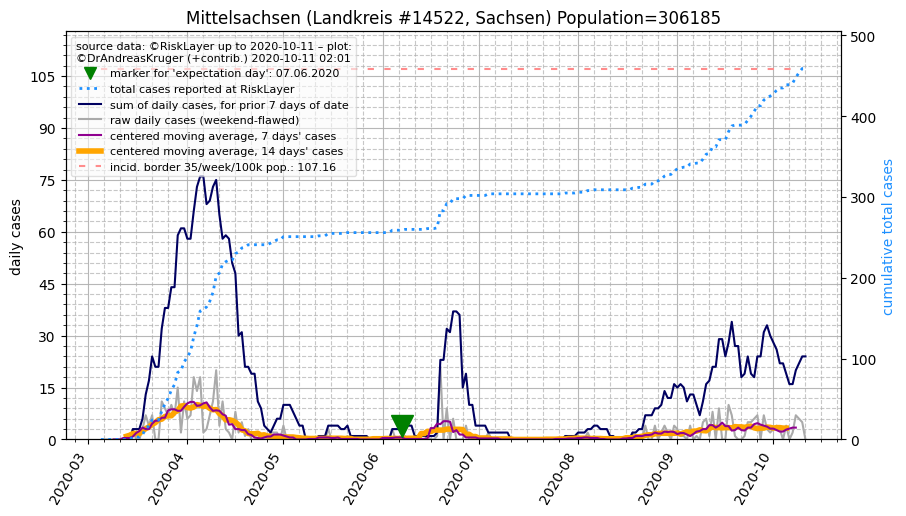 Mittelsachsen (Landkreis #14522, Sachsen) Population=306185
source data: ©RiskLayer up to 2020-10-11 – plot:
©DrAndreasKruger (+contrib.) 2020-10-11 02:01
marker for 'expectation day': 07.06.2020
total cases reported at RiskLayer
sum of daily cases, for prior 7 days of date
raw daily cases (weekend-flawed)
centered moving average, 7 days' cases
centered moving average, 14 days' cases
incid. border 35/week/100k pop.: 107.16
daily cases
105
90
75
60
45
30
15
0
cumulative total cases
500
400
300
200
100
0
2020-03
2020-04
2020-05
2020-06
2020-07
2020-08
2020-09
2020-10